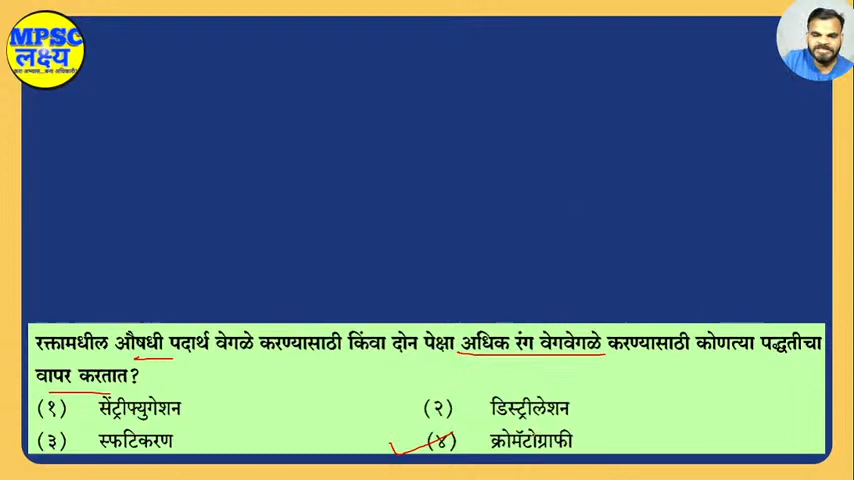 MPSC
लक्ष्य
रक्तामधील औषधी पदार्थ वेगळे करण्यासाठी किंवा दोन पेक्षा अधिक रंग वेगवेगळे करण्यासाठी कोणत्या पद्धतीचा
वापर करतात?
(१) सेंट्रीफ्युगेशन (२) डिस्ट्रीलेशन
(३) स्फटिकरण (४) क्रोमॅटोग्राफी